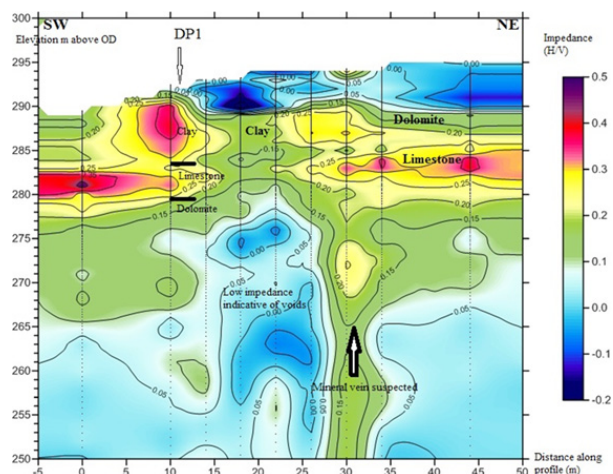 SW
NE
Elevation m above OD
DP1
Impedance
(H/V)
300
295
290
285
280
275
270
265
260
255
250
Clay
Clay
Dolomite
Limestone
Limestone
Dolomite
Low impedance
indicative of voids
Mineral vein suspected
-5 0 5 10 15 20 25 30 35 40 45 50
Distance along
profile (m)
0.5
0.4
0.3
0.2
0.1
0.0
-0.1
-0.2